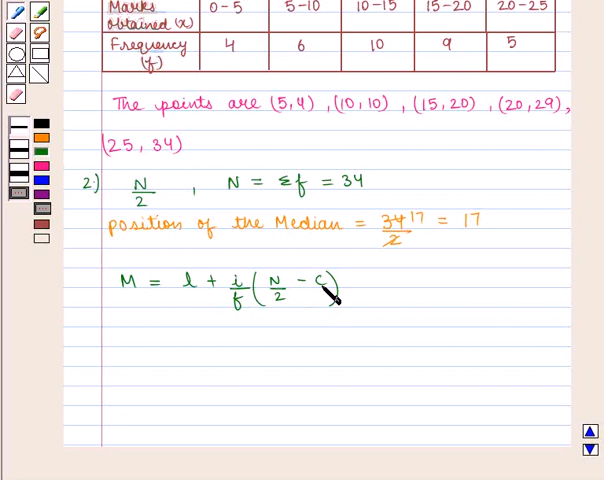 Marks obtained (x) 0-5 5-10 10-15 15-20 20-25
Frequency (f) 4 6 10 9 5
The points are (5,4) , (10,10) , (15,20) , (20,29) ,
(25, 34)
2) N/2 , N = Σf = 34
position of the Median = 34/2 17 = 17
M = l + i/f ( N/2 - c )